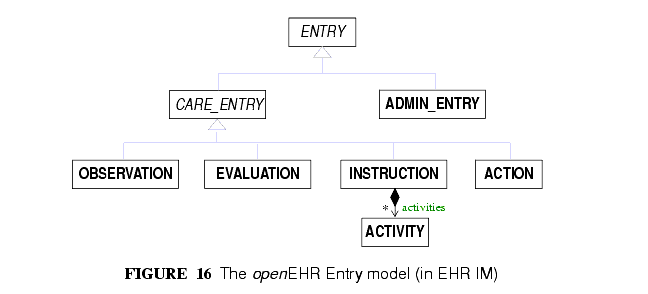 ENTRY
CARE_ENTRY
ADMIN_ENTRY
OBSERVATION
EVALUATION
INSTRUCTION
ACTION
* activities
ACTIVITY
FIGURE 16 The openEHR Entry model (in EHR IM)